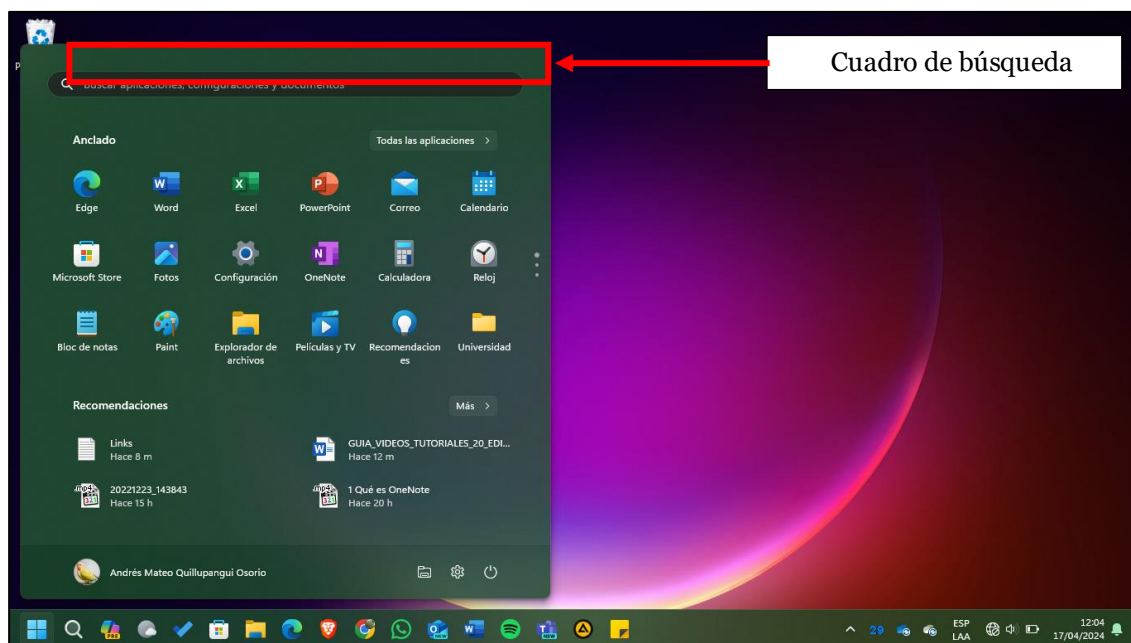 Cuadro de búsqueda
P
Buscar aplicaciones, configuraciones y documentos
Anclado
Todas las aplicaciones >
Edge
Word
Excel
PowerPoint
Correo
Calendario
Microsoft Store
Fotos
Configuración
OneNote
Calculadora
Reloj
Bloc de notas
Paint
Explorador de
archivos
Películas y TV
Recomendacion
es
Universidad
Recomendaciones
Más >
Links
Hace 8 m
GUIA_VIDEOS_TUTORIALES_20_EDI...
Hace 12 m
20221223_143843
Hace 15 h
1 Qué es OneNote
Hace 20 h
Andrés Mateo Quillupangui Osorio
29
ESP
LAA
12:04
17/04/2024